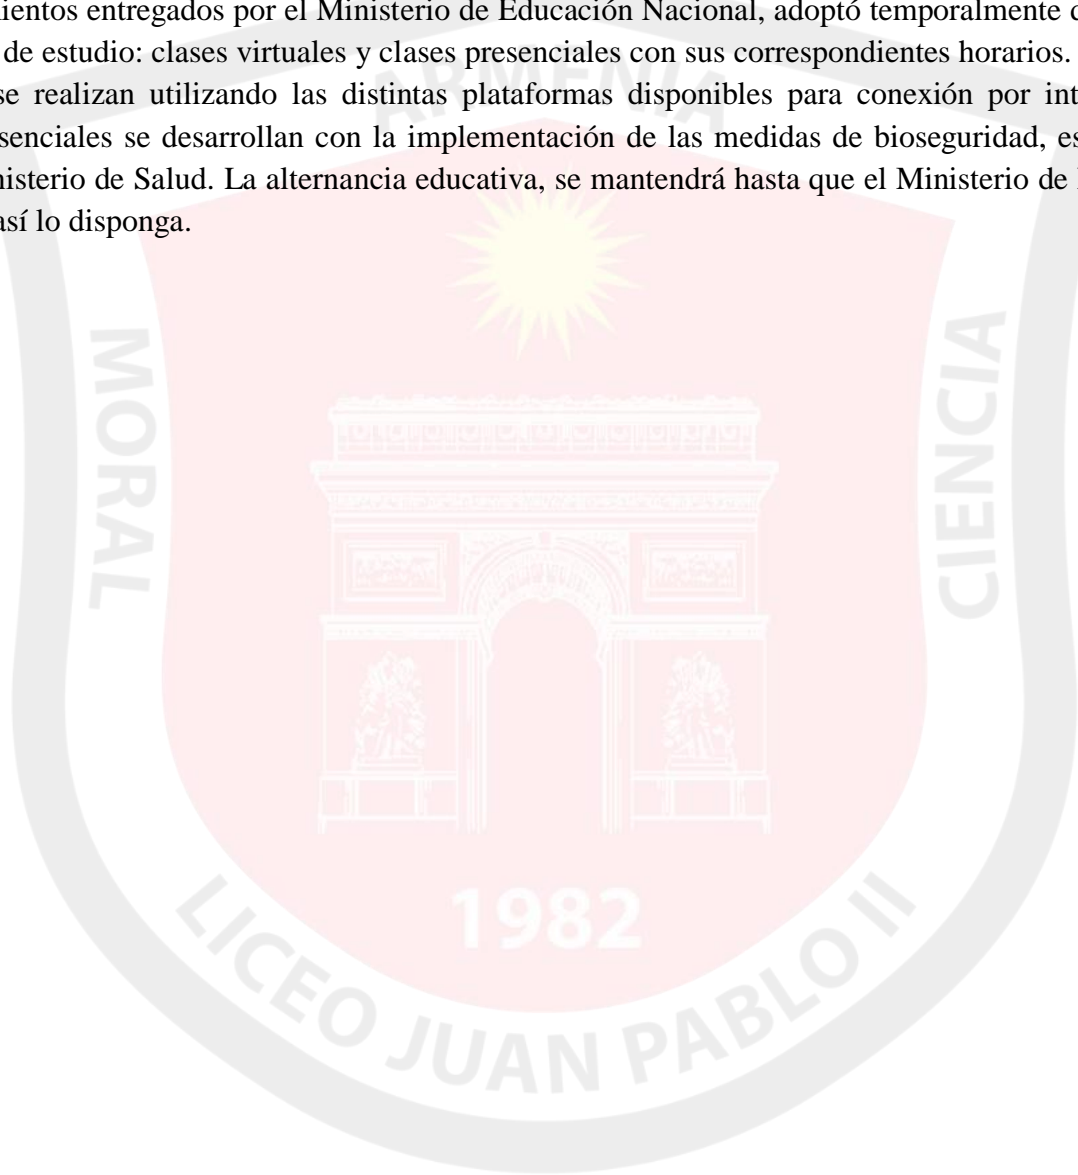 ientos entregados por el Ministerio de Educación Nacional, adoptó temporalmente
de estudio: clases virtuales y clases presenciales con sus correspondientes horarios.
se realizan utilizando las distintas plataformas disponibles para conexión por int
senciales se desarrollan con la implementación de las medidas de bioseguridad, es
nisterio de Salud. La alternancia educativa, se mantendrá hasta que el Ministerio de
así lo disponga.
ARMENIA
MORAL
CIENCIA
1982
LICEO JUAN PABLO II